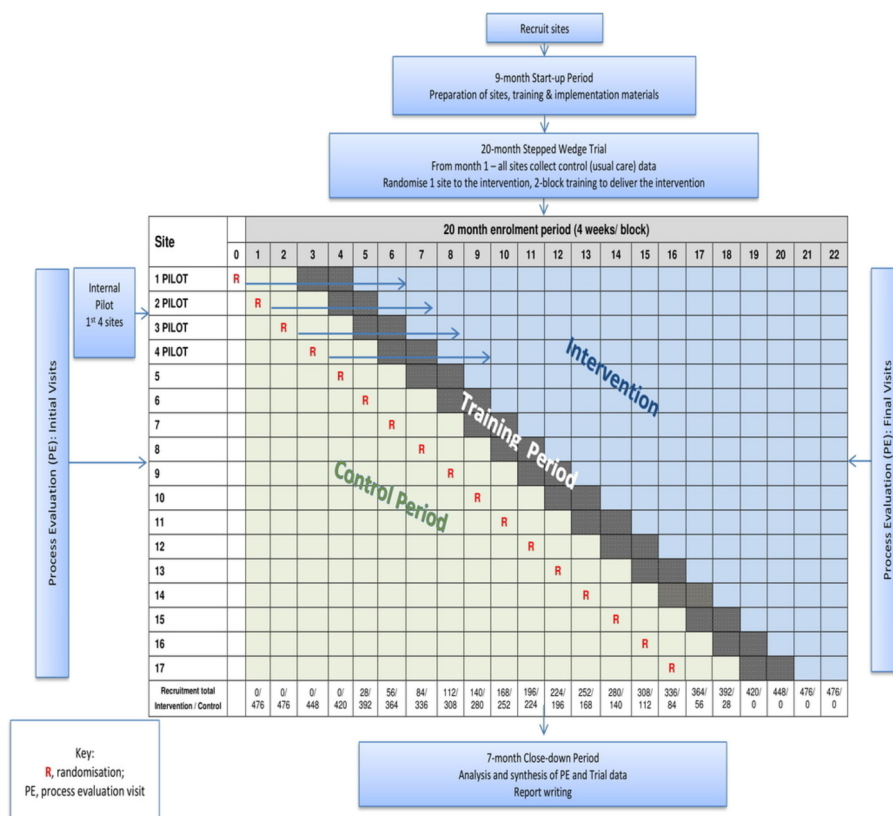 Recruit sites
9-month Start-up Period
Preparation of sites, training & implementation materials
20-month Stepped Wedge Trial
From month 1 – all sites collect control (usual care) data
Randomise 1 site to the intervention, 2-block training to deliver the intervention
Process Evaluation (PE): Initial Visits
Internal
Pilot
1st 4 sites
Site
20 month enrolment period (4 weeks/ block)
0 1 2 3 4 5 6 7 8 9 10 11 12 13 14 15 16 17 18 19 20 21 22
1 PILOT R
2 PILOT R
3 PILOT R
4 PILOT R
5 R
6 R
7 R
8 R
9 R
10 R
11 R
12 R
13 R
14 R
15 R
16 R
17 R
Intervention
Training Period
Control Period
Recruitment total 0/ 0/ 0/ 0/ 28/ 56/ 84/ 112/ 140/ 168/ 196/ 224/ 252/ 280/ 308/ 336/ 364/ 392/ 420/ 448/ 476/ 476/
Intervention / Control 476 476 448 420 392 364 336 308 280 252 224 196 168 140 112 84 56 28 0 0 0 0
Process Evaluation (PE): Final Visits
7-month Close-down Period
Analysis and synthesis of PE and Trial data
Report writing
Key:
R, randomisation;
PE, process evaluation visit